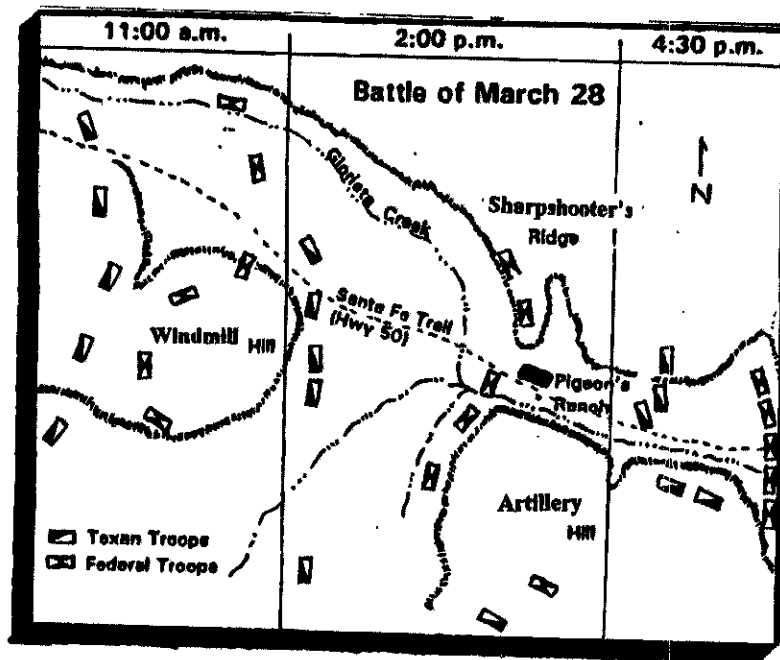 11:00 a.m.
2:00 p.m.
4:30 p.m.
Battle of March 28
N
Glorieta Creek
Sharpshooter's
Ridge
Santa Fe Trail
(Hwy 50)
Windmill Hill
Pigeon's
Ranch
Artillery
Hill
Texan Troops
Federal Troops